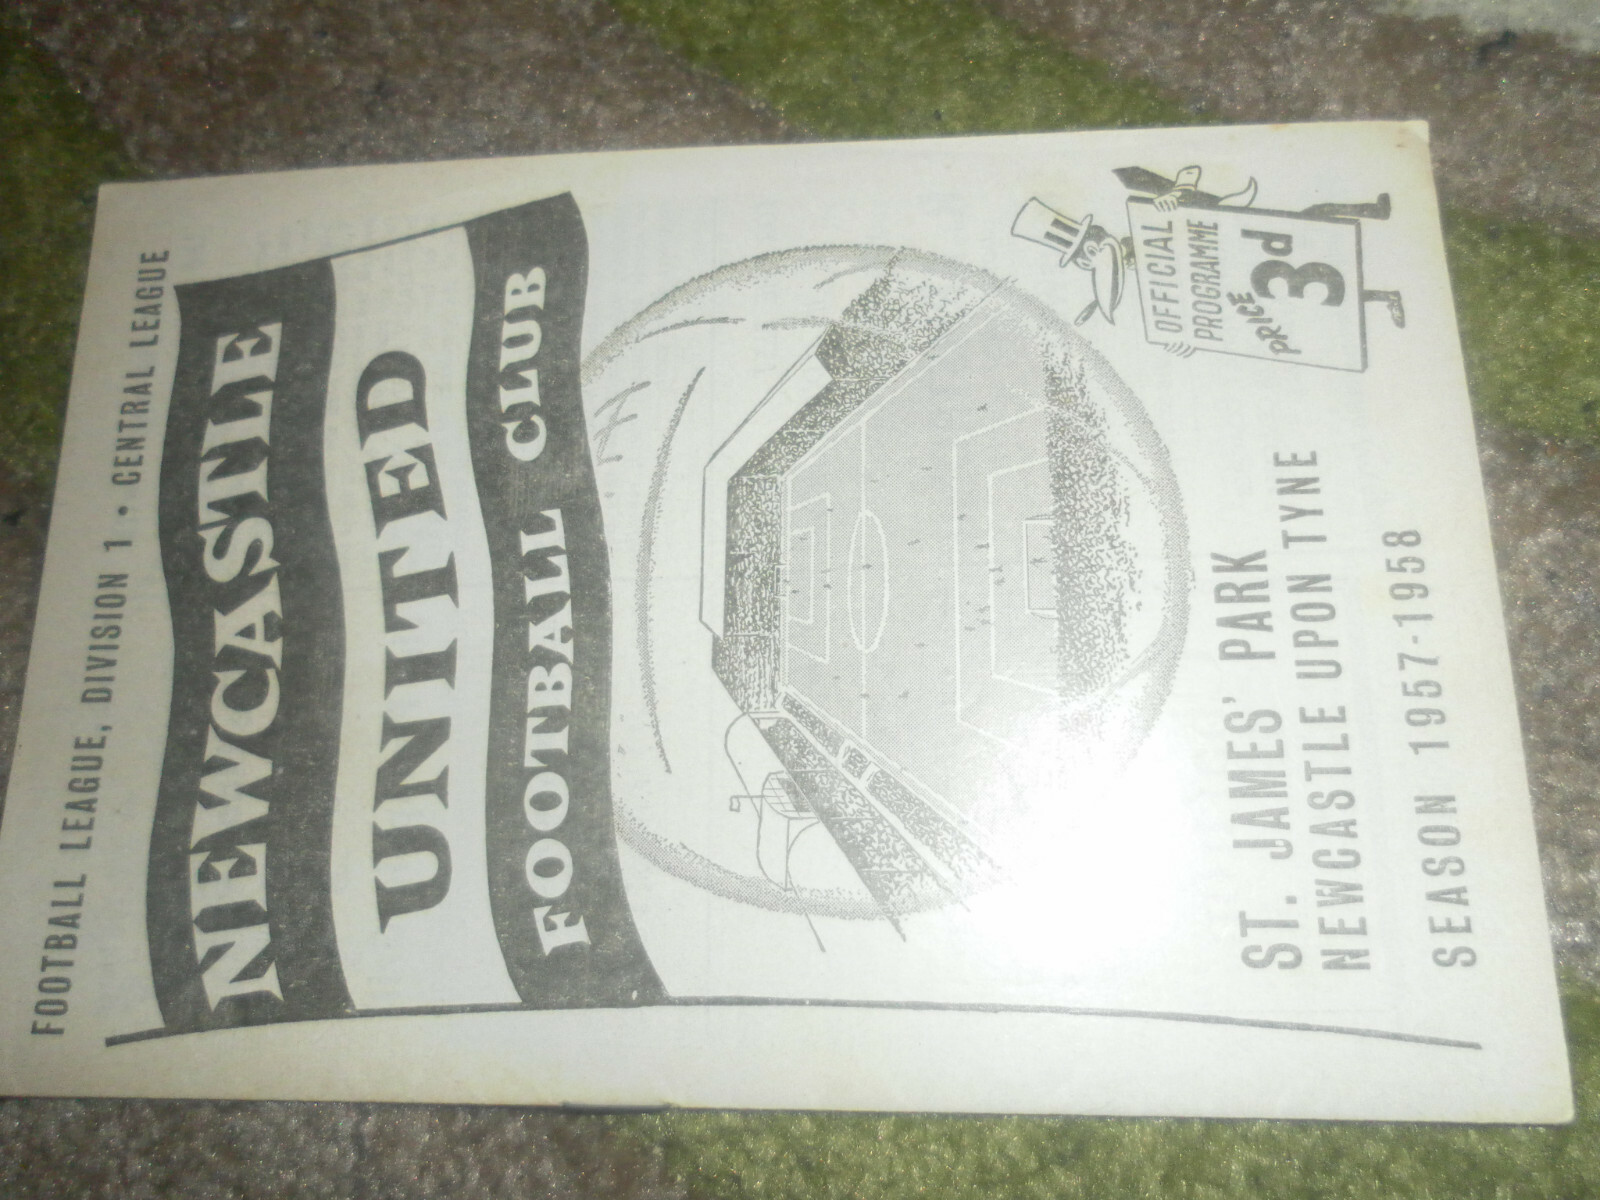 FOOTBALL LEAGUE, DIVISION 1 • CENTRAL LEAGUE
NEWCASTLE
UNITED
FOOTBALL CLUB
OFFICIAL
PROGRAMME
PRICE
3d
ST. JAMES' PARK
NEWCASTLE UPON TYNE
SEASON 1957-1958